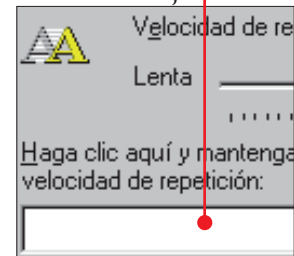 Velocidad de re
Lenta
Haga clic aquí y mantenga
velocidad de repetición: